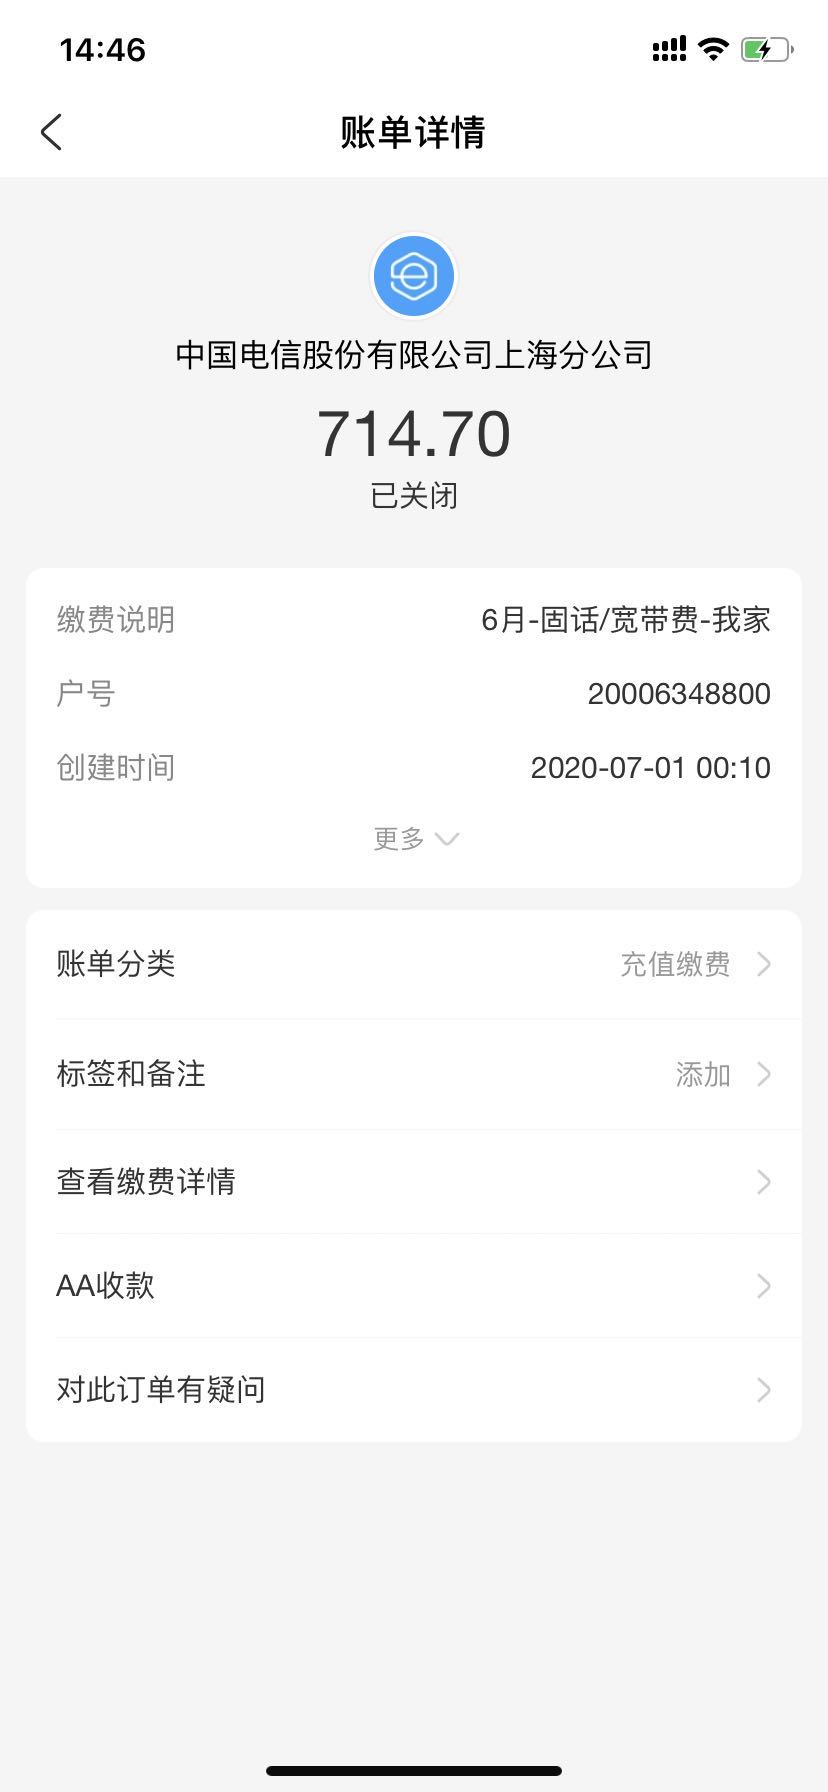 14:46
账单详情
中国电信股份有限公司上海分公司
714.70
已关闭
缴费说明 6月-固话/宽带费-我家
户号 20006348800
创建时间 2020-07-01 00:10
更多
账单分类 充值缴费
标签和备注 添加
查看缴费详情
AA收款
对此订单有疑问